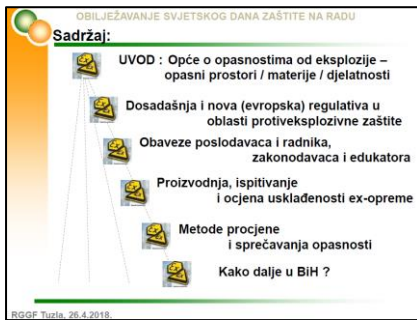 OBILJEŽAVANJE SVJETSKOG DANA ZAŠTITE NA RADU
Sadržaj:
UVOD : Opće o opasnostima od eksplozije –
opasni prostori / materije / djelatnosti
Dosadašnja i nova (evropska) regulativa u
oblasti protiveksplozivne zaštite
Obaveze poslodavaca i radnika,
zakonodavaca i edukatora
Proizvodnja, ispitivanje
i ocjena usklađenosti ex-opreme
Metode procjene
i sprečavanja opasnosti
Kako dalje u BiH ?
RGGF Tuzla, 26.4.2018.